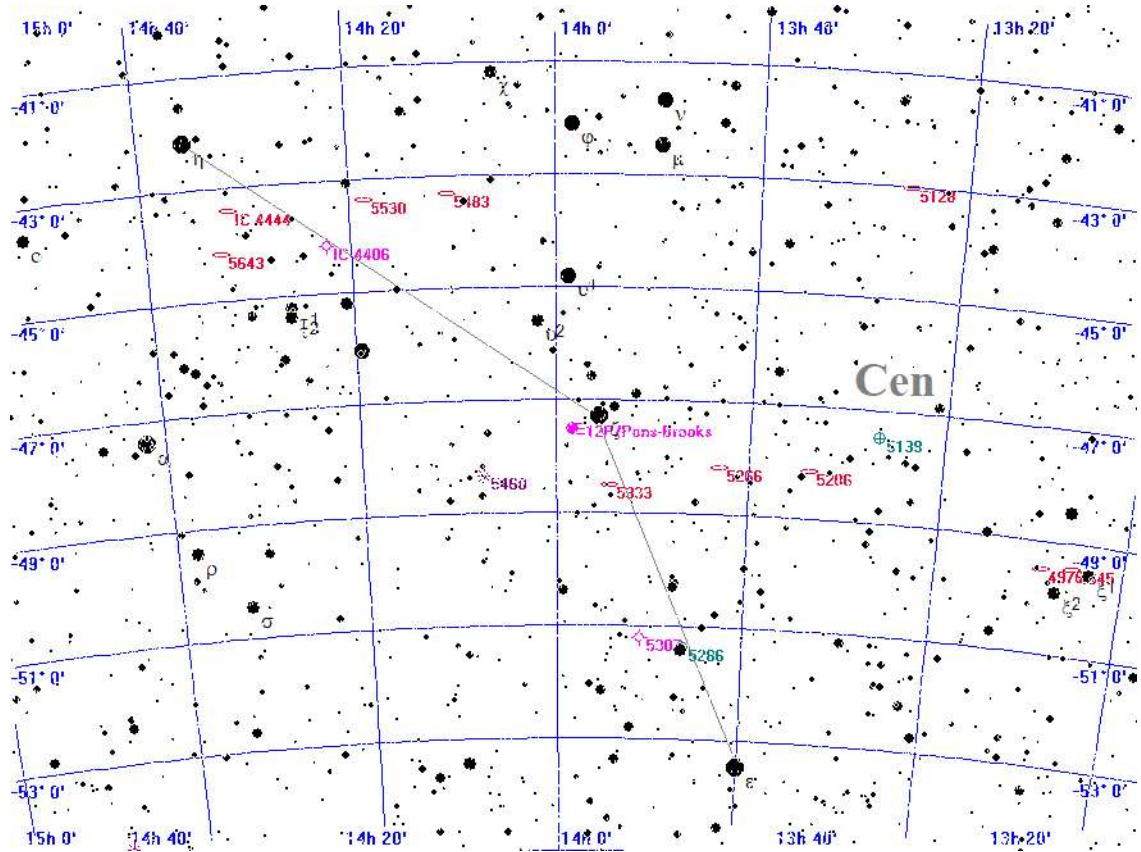 15h 0' 14h 40' 14h 20' 14h 0' 13h 40' 13h 20'
-41° 0' -41° 0'
χ
ν
φ
μ
η
-43° 0' -43° 0'
IC 4444
5530
5483
5128
c
5643
IC 4406
υ1
-45° 0' -45° 0'
υ2
Cen
-47° 0' -47° 0'
12P/Pons-Brooks
5139
5460
5333
5266
5206
-49° 0' -49° 0'
ρ
4976
ξ1
ξ2
σ
5307
5286
-51° 0' -51° 0'
-53° 0' -53° 0'
ε
15h 0' 14h 40' 14h 20' 14h 0' 13h 40' 13h 20'